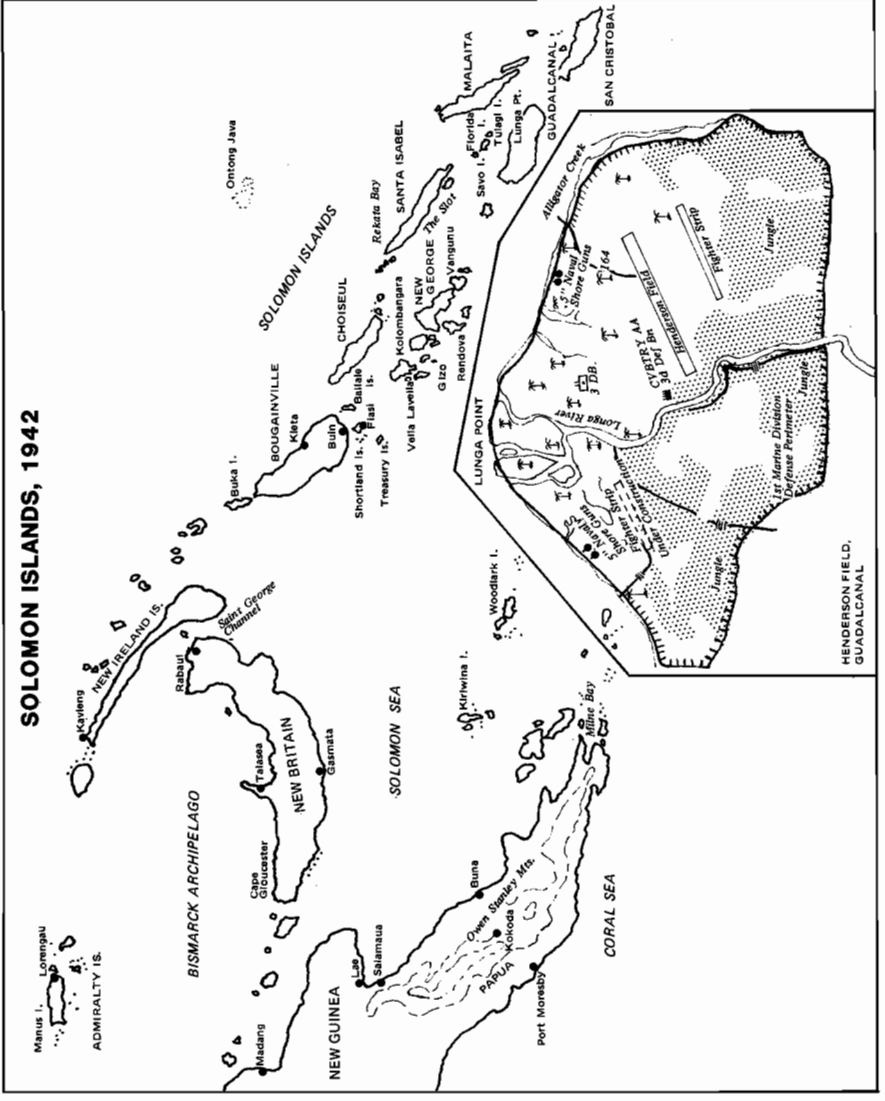 SOLOMON ISLANDS, 1942
Manus I.
Lorengau
ADMIRALTY IS.
Kavieng
NEW IRELAND IS.
Saint George
Channel
Rabaul
BISMARCK ARCHIPELAGO
Cape
Gloucester
Talasea
NEW BRITAIN
Gasmata
Madang
NEW GUINEA
Lae
Salamaua
SOLOMON SEA
Buna
Owen Stanley Mts.
Kokoda
PAPUA
Port Moresby
CORAL SEA
Kiriwina I.
Woodlark I.
Milne Bay
Buka I.
BOUGAINVILLE
Kieta
Buin
Shortland Is.
Ballale
Fiasi Is.
Treasury Is.
SOLOMON ISLANDS
Ontong Java
CHOISEUL
Vella Lavella
Kolombangara
Gizo
NEW
GEORGE
Rendova
Vangunu
Rekata Bay
SANTA ISABEL
The Slot
Savo I.
Florida
I.
Tulagi I.
Lunga Pt.
MALAITA
GUADALCANAL
SAN CRISTOBAL
LUNGA POINT
Alligator Creek
5" Naval
Shore Guns
164
Henderson Field
Fighter Strip
Jungle
CVBTRY AA
3d Def Bn
3 DB.
Longa River
5" Navaly
Shore Guns
Fighter Strip
Under Construction
Jungle
1st Marine Division
Defense Perimeter
Jungle
HENDERSON FIELD,
GUADALCANAL